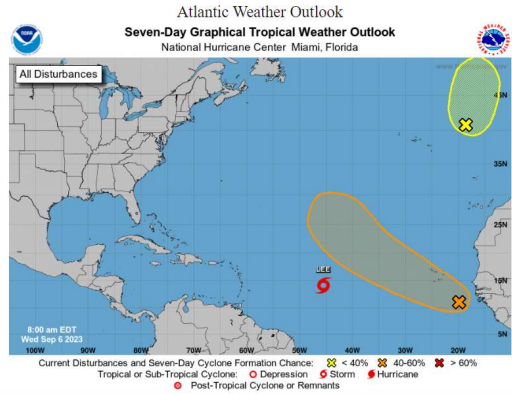 Atlantic Weather Outlook
Seven-Day Graphical Tropical Weather Outlook
National Hurricane Center Miami, Florida
NOAA
All Disturbances
45N
35N
25N
LEE
15N
8:00 am EDT
Wed Sep 6 2023
5N
100W 90W 80W 70W 60W 50W 40W 30W 20W
Current Disturbances and Seven-Day Cyclone Formation Chance: < 40% 40-60% > 60%
Tropical or Sub-Tropical Cyclone: Depression Storm Hurricane
Post-Tropical Cyclone or Remnants